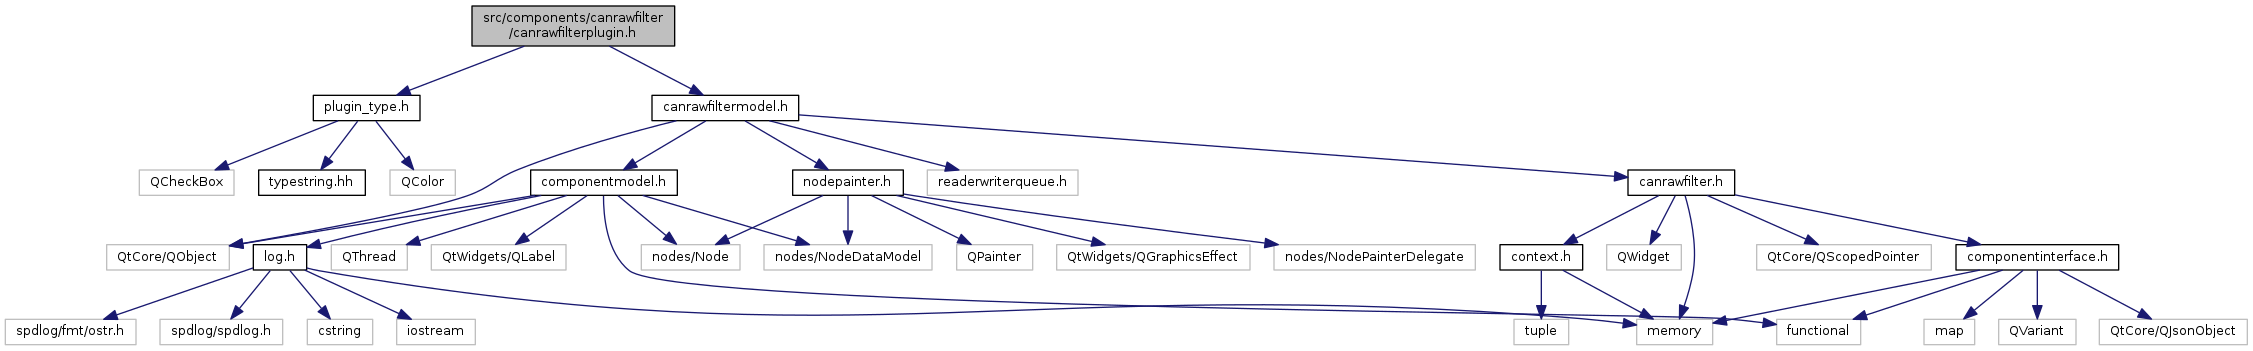 src/components/canrawfilter
/canrawfilterplugin.h
plugin_type.h
canrawfiltermodel.h
QCheckBox
typestring.hh
QColor
componentmodel.h
nodepainter.h
readerwriterqueue.h
canrawfilter.h
QtCore/QObject
log.h
QThread
QtWidgets/QLabel
nodes/Node
nodes/NodeDataModel
QPainter
QtWidgets/QGraphicsEffect
nodes/NodePainterDelegate
context.h
QWidget
QtCore/QScopedPointer
componentinterface.h
spdlog/fmt/ostr.h
spdlog/spdlog.h
cstring
iostream
tuple
memory
functional
map
QVariant
QtCore/QJsonObject